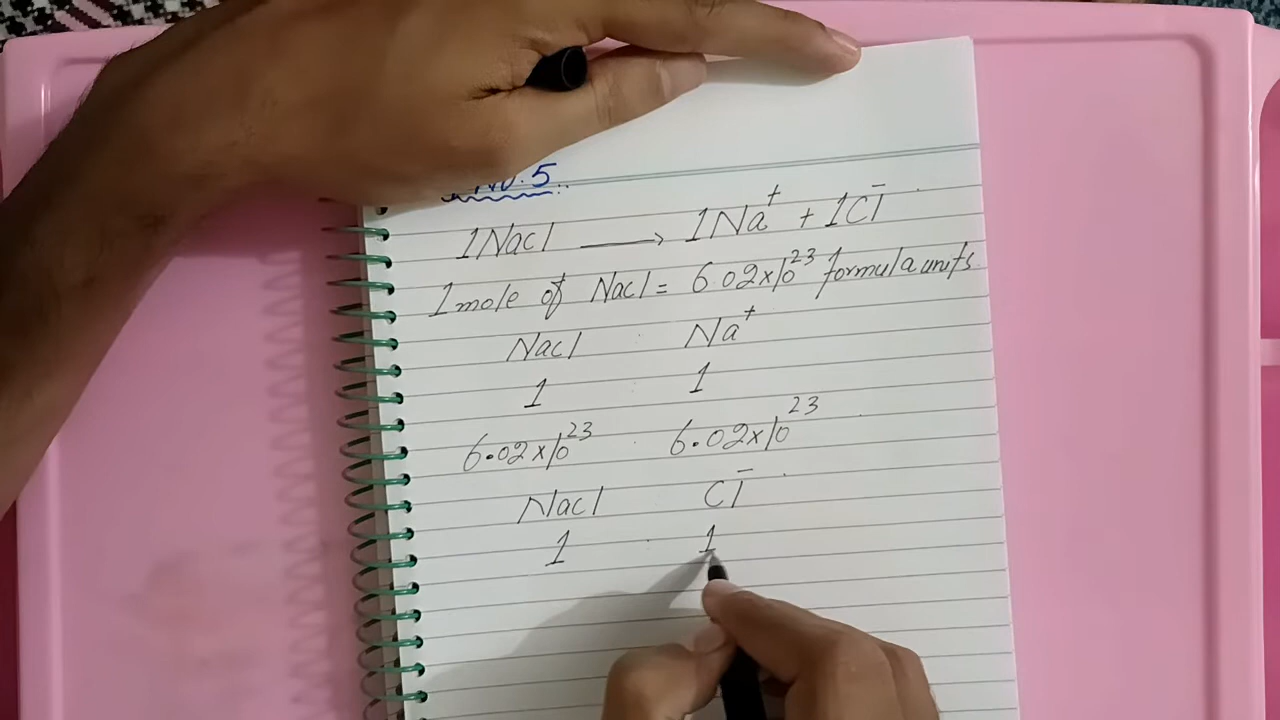 No.5
1Nacl → 1Na⁺ + 1Cl⁻
1 mole of Nacl = 6.02×10²³ formula units
Nacl : Na⁺
1 : 1
6.02×10²³ : 6.02×10²³
Nacl Cl⁻
1 : 1